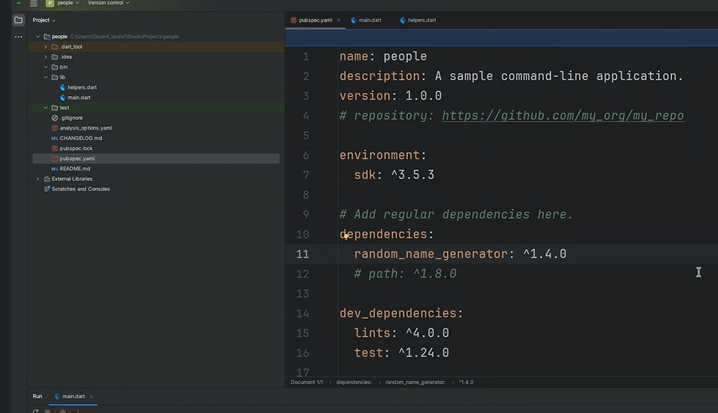 P people Version control
Project
pubspec.yaml main.dart helpers.dart
people
.dart_tool
.idea
bin
lib
helpers.dart
main.dart
test
.gitignore
analysis_options.yaml
CHANGELOG.md
pubspec.lock
pubspec.yaml
README.md
External Libraries
Scratches and Consoles
1 name: people
2 description: A sample command-line application.
3 version: 1.0.0
4 # repository: https://github.com/my_org/my_repo
5
6 environment:
7 sdk: ^3.5.3
8
9 # Add regular dependencies here.
10 dependencies:
11 random_name_generator: ^1.4.0
12 # path: ^1.8.0
13
14 dev_dependencies:
15 lints: ^4.0.0
16 test: ^1.24.0
17
Document 1/1 dependencies: random_name_generator: ^1.4.0
Run main.dart